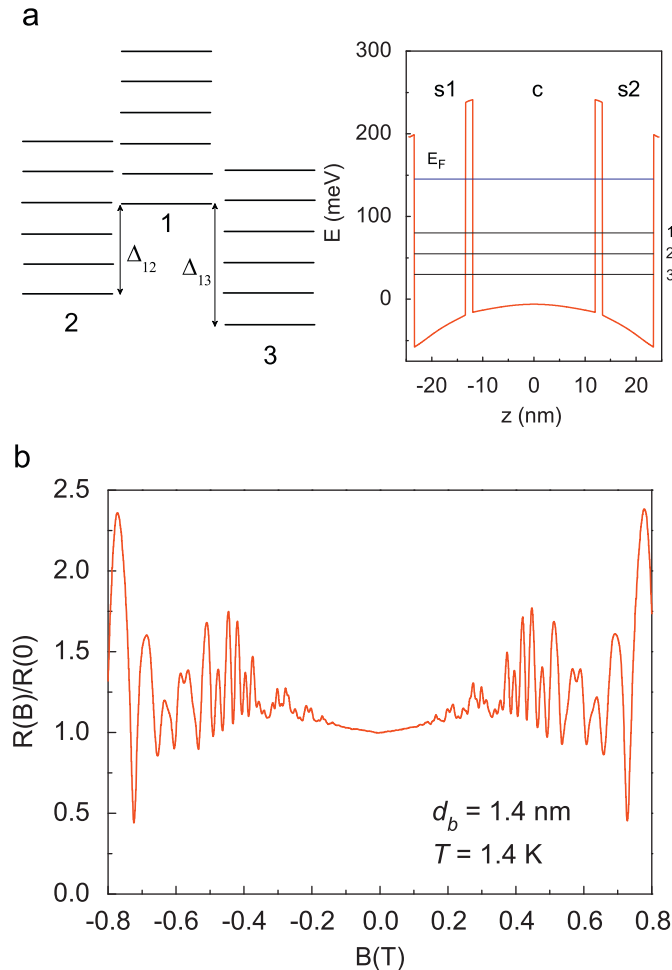 a
1
2
3
Δ12
Δ13
s1 c s2
EF
1
2
3
300
250
200
150
100
50
0
-20 -10 0 10 20
E (meV)
z (nm)
b
2.5
2.0
1.5
1.0
0.5
0.0
-0.8 -0.6 -0.4 -0.2 0.0 0.2 0.4 0.6 0.8
R(B)/R(0)
B(T)
db = 1.4 nm
T = 1.4 K